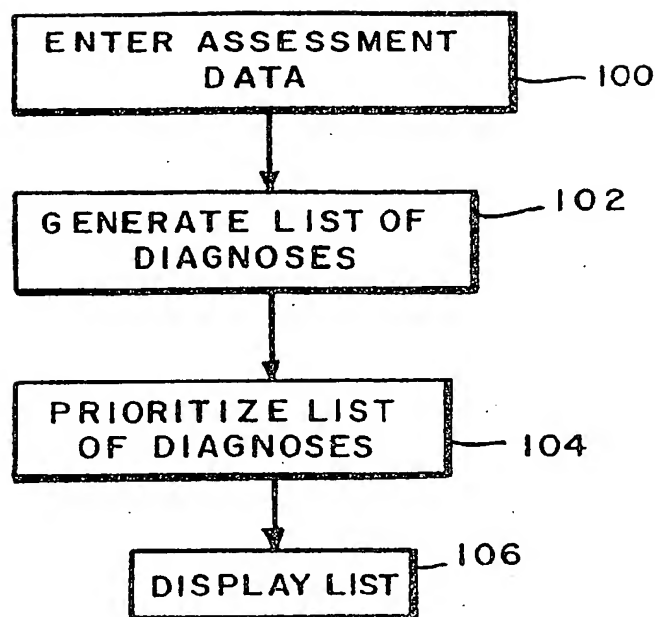 ENTER ASSESSMENT
DATA
100
GENERATE LIST OF
DIAGNOSES
102
PRIORITIZE LIST
OF DIAGNOSES
104
DISPLAY LIST
106